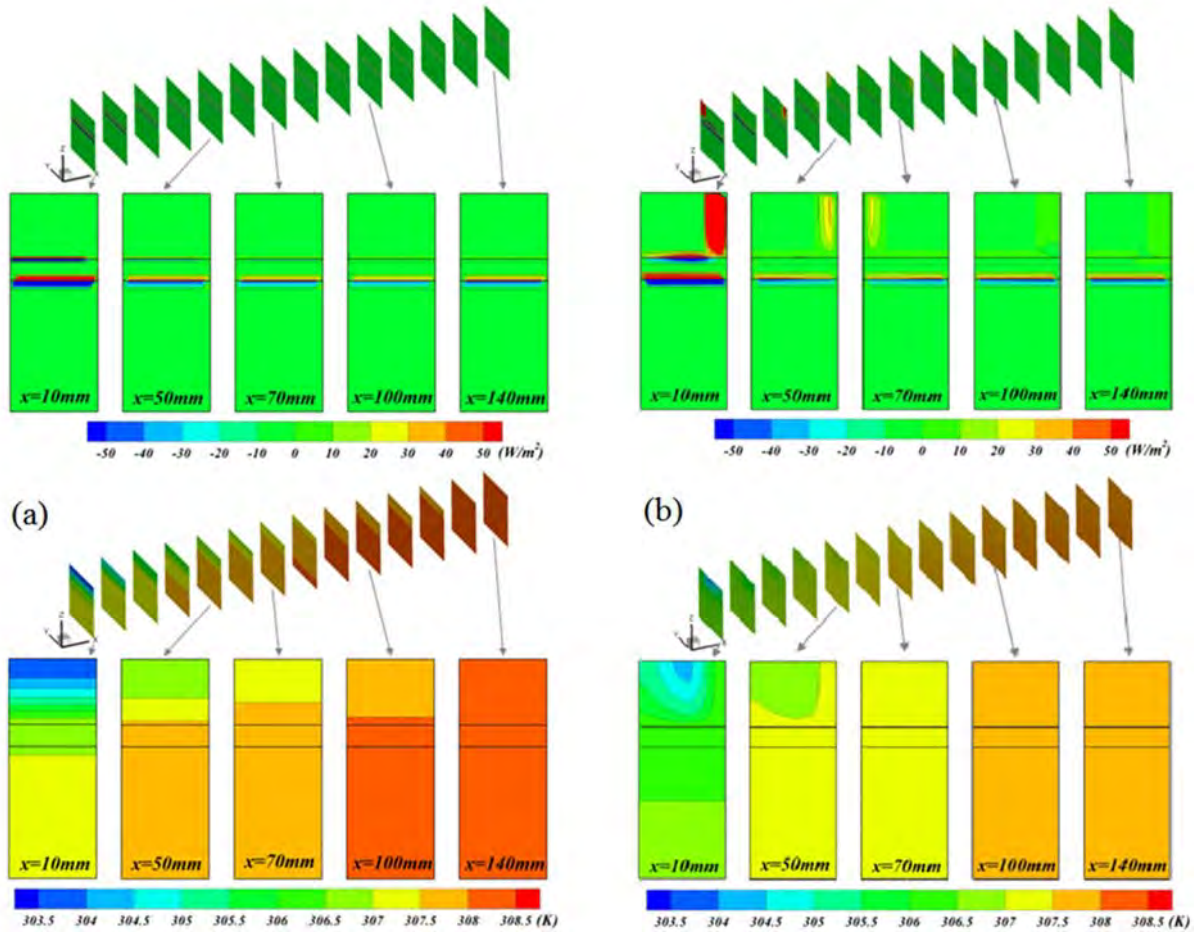 Z
Y
X
Z
Y
X
x=10mm
x=50mm
x=70mm
x=100mm
x=140mm
x=10mm
x=50mm
x=70mm
x=100mm
x=140mm
-50 -40 -30 -20 -10 0 10 20 30 40 50 (W/m²)
-50 -40 -30 -20 -10 0 10 20 30 40 50 (W/m²)
(a)
(b)
Z
Y
X
Z
Y
X
x=10mm
x=50mm
x=70mm
x=100mm
x=140mm
x=10mm
x=50mm
x=70mm
x=100mm
x=140mm
303.5 304 304.5 305 305.5 306 306.5 307 307.5 308 308.5 (K)
303.5 304 304.5 305 305.5 306 306.5 307 307.5 308 308.5 (K)